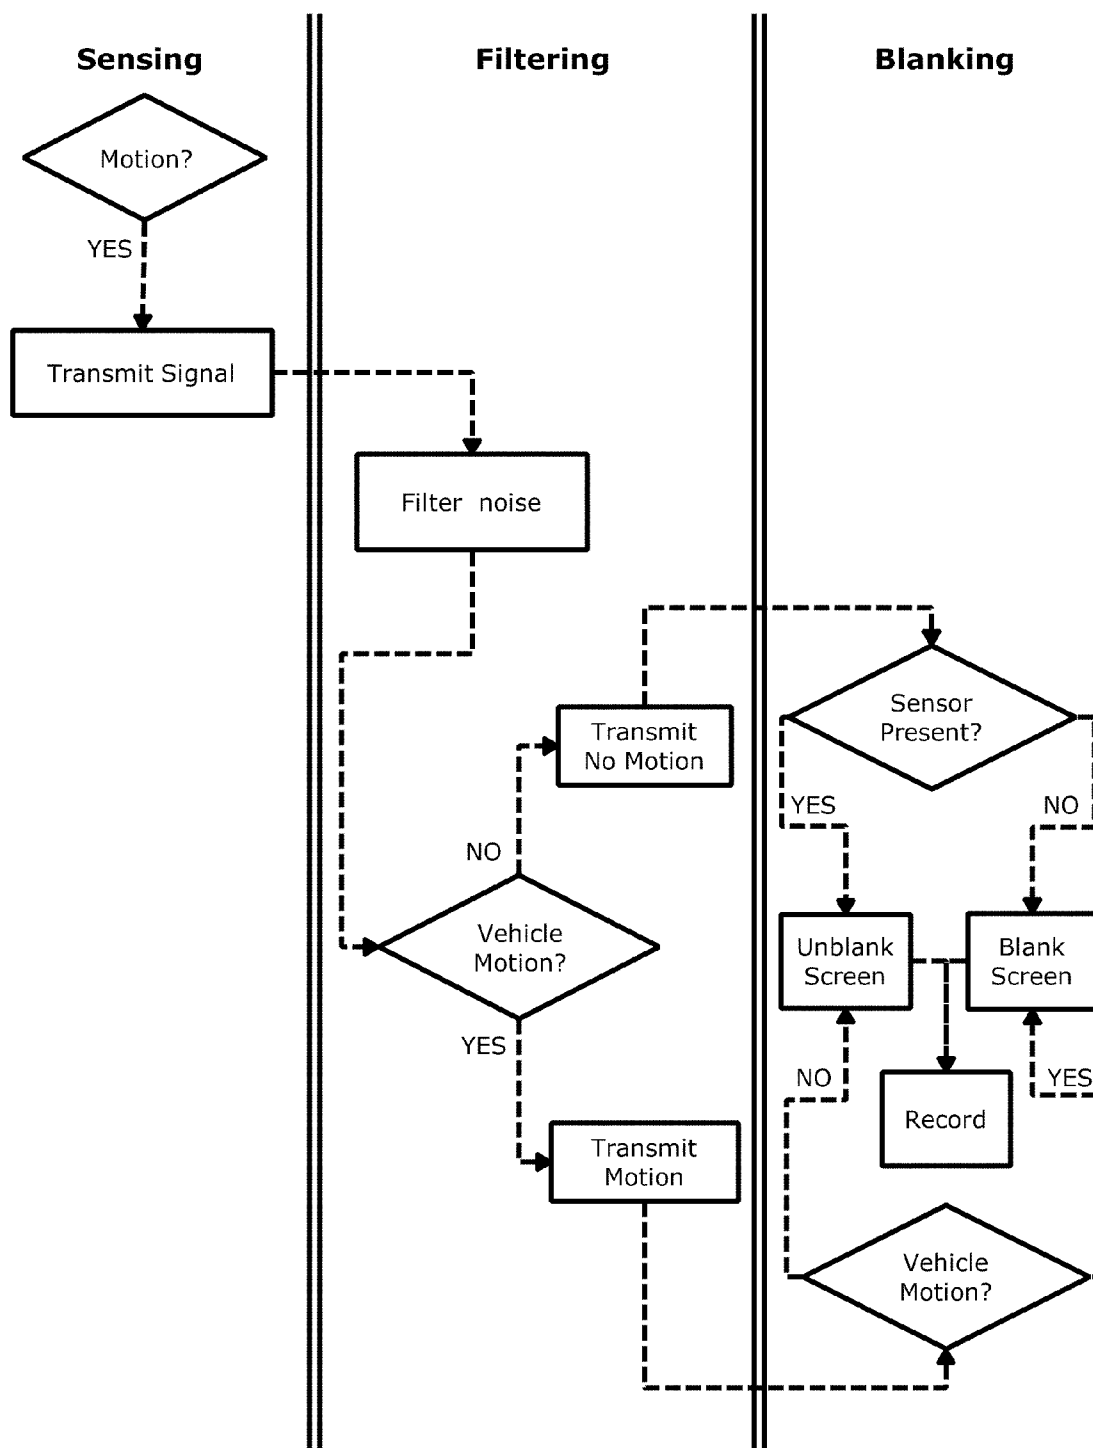 Sensing
Filtering
Blanking
Motion?
YES
Transmit Signal
Filter noise
Transmit
No Motion
NO
Vehicle
Motion?
YES
Transmit
Motion
Sensor
Present?
YES
NO
Unblank
Screen
Blank
Screen
NO
YES
Record
Vehicle
Motion?